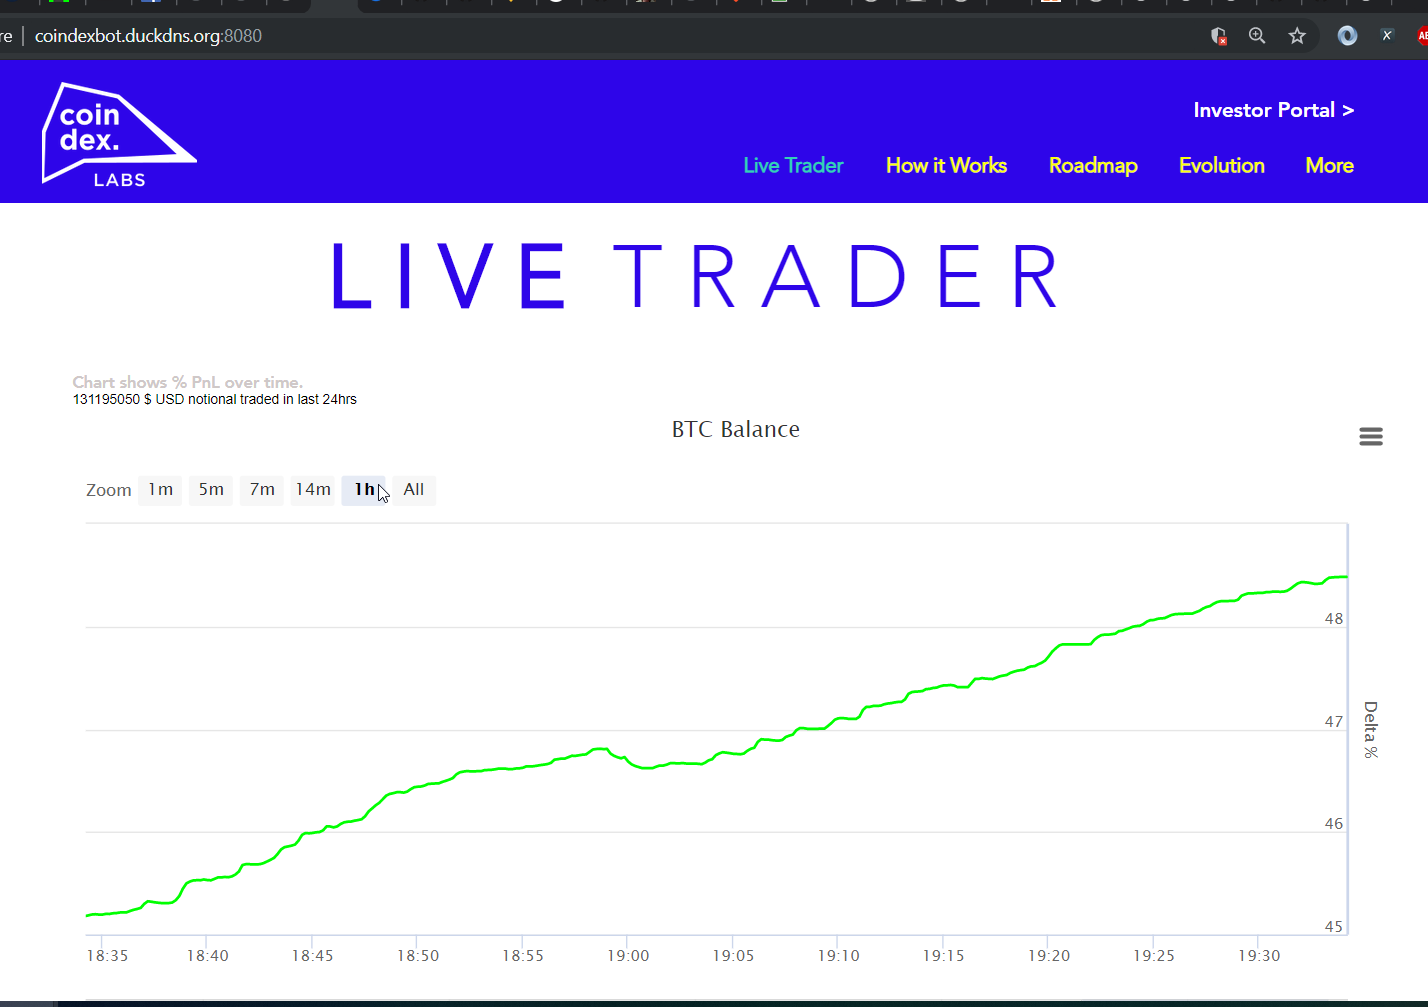 re | coindexbot.duckdns.org:8080
coin
dex.
LABS
Investor Portal >
Live Trader How it Works Roadmap Evolution More
LIVE TRADER
Chart shows % PnL over time.
131195050 $ USD notional traded in last 24hrs
BTC Balance
Zoom 1m 5m 7m 14m 1h All
48
47
Delta %
46
45
18:35 18:40 18:45 18:50 18:55 19:00 19:05 19:10 19:15 19:20 19:25 19:30